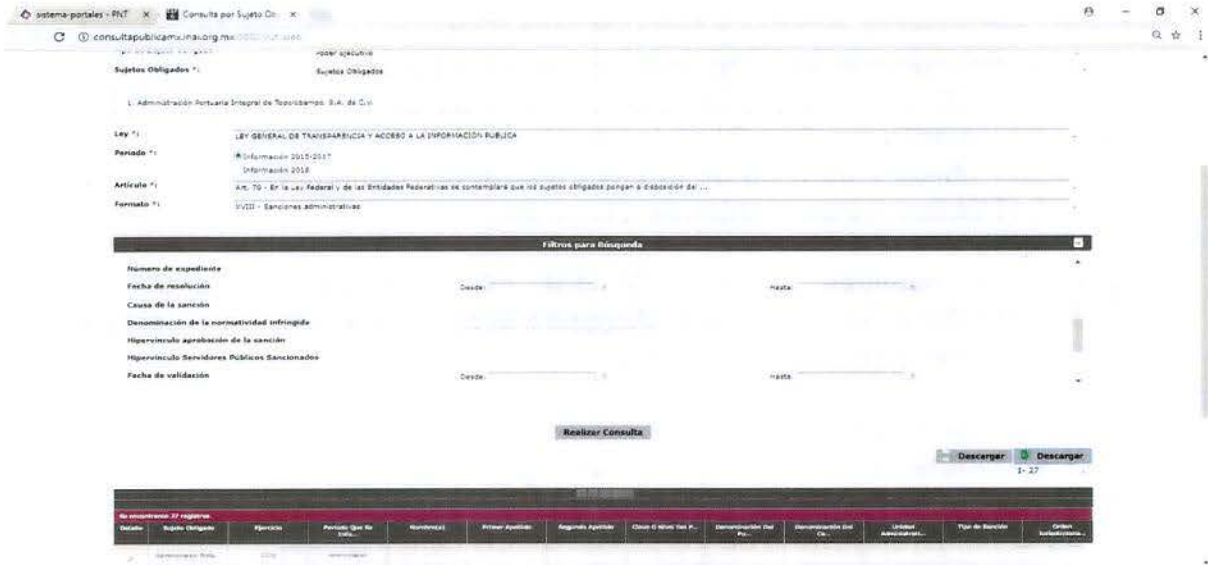 sistema-portales - PNT × Consulta por Sujeto Ob ×
consultapublicamx.inai.org.mx
Poder Ejecutivo
Sujetos Obligados *: Sujetos Obligados
1. Administración Portuaria Integral de Topolobampo, S.A. de C.V.
Ley *: LEY GENERAL DE TRANSPARENCIA Y ACCESO A LA INFORMACIÓN PÚBLICA
Periodo *: Información 2015-2017
Información 2018
Artículo *: Art. 70 - En la Ley Federal y de las Entidades Federativas se contemplará que los sujetos obligados pongan a disposición del ...
Formato *: XVIII - Sanciones administrativas
Filtros para Búsqueda
Número de expediente
Fecha de resolución Desde: Hasta:
Causa de la sanción
Denominación de la normatividad infringida
Hipervínculo aprobación de la sanción
Hipervínculo Servidores Públicos Sancionados
Fecha de validación Desde: Hasta:
Realizar Consulta
Descargar Descargar
1- 27
Se encontraron 27 registros.
Detalle Sujeto Obligado Ejercicio Periodo Que Se Info... Nombre(s) Primer Apellido Segundo Apellido Clave O Nivel Del P... Denominación Del Pu... Denominación Del Ca... Unidad Administrati... Tipo de Sanción Orden Jurisdicciona...